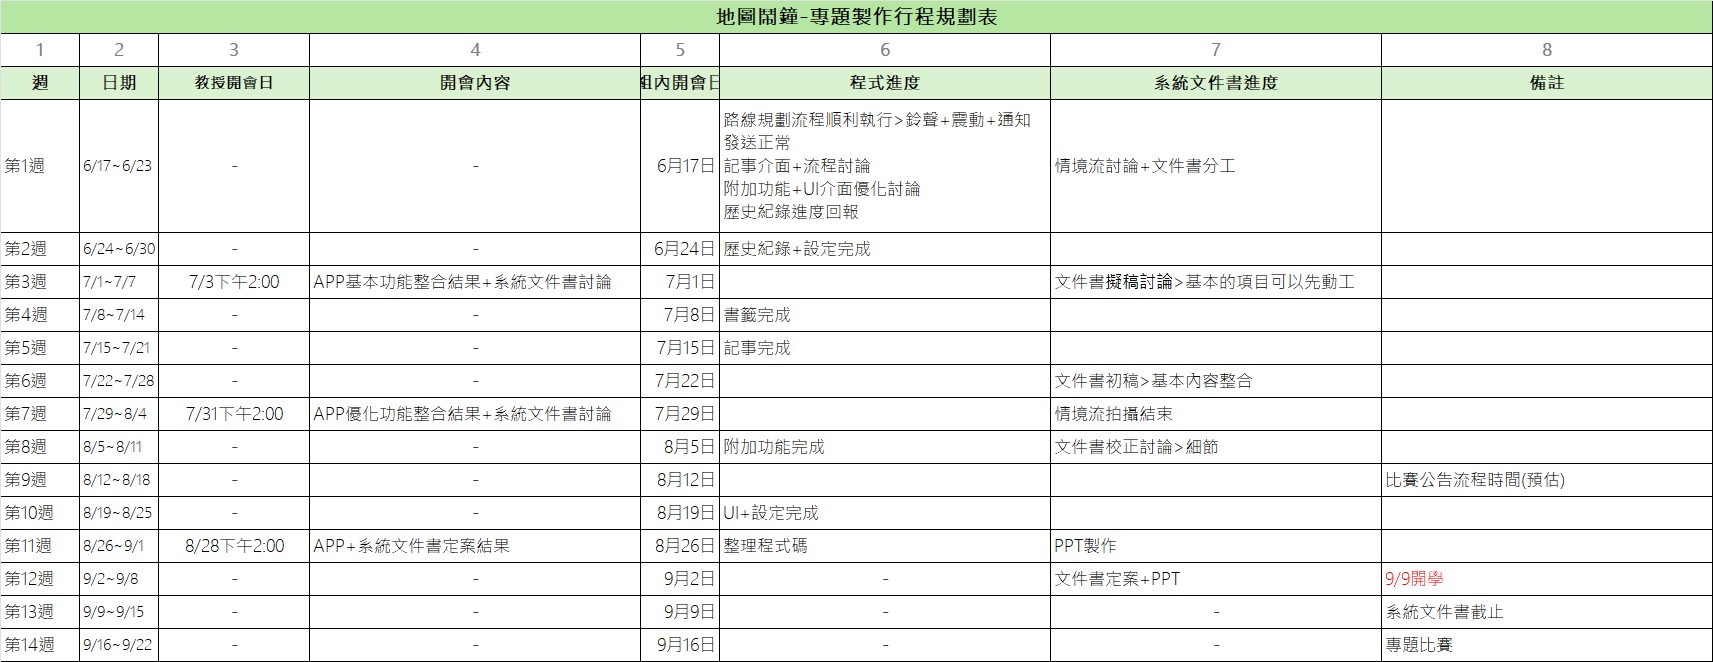 地圖鬧鐘-專題製作行程規劃表
1 2 3 4 5 6 7 8
週 日期 教授開會日 開會內容 組內開會日 程式進度 系統文件書進度 備註
第1週 6/17~6/23 - - 6月17日 路線規劃流程順利執行>鈴聲+震動+通知
發送正常
記事介面+流程討論
附加功能+UI介面優化討論
歷史紀錄進度回報
情境流討論+文件書分工
第2週 6/24~6/30 - - 6月24日 歷史紀錄+設定完成
第3週 7/1~7/7 7/3下午2:00 APP基本功能整合結果+系統文件書討論 7月1日 文件書擬稿討論>基本的項目可以先動工
第4週 7/8~7/14 - - 7月8日 書籤完成
第5週 7/15~7/21 - - 7月15日 記事完成
第6週 7/22~7/28 - - 7月22日 文件書初稿>基本內容整合
第7週 7/29~8/4 7/31下午2:00 APP優化功能整合結果+系統文件書討論 7月29日 情境流拍攝結束
第8週 8/5~8/11 - - 8月5日 附加功能完成 文件書校正討論>細節
第9週 8/12~8/18 - - 8月12日 比賽公告流程時間(預估)
第10週 8/19~8/25 - - 8月19日 UI+設定完成
第11週 8/26~9/1 8/28下午2:00 APP+系統文件書定案結果 8月26日 整理程式碼 PPT製作
第12週 9/2~9/8 - - 9月2日 - 文件書定案+PPT 9/9開學
第13週 9/9~9/15 - - 9月9日 - - 系統文件書截止
第14週 9/16~9/22 - - 9月16日 - - 專題比賽